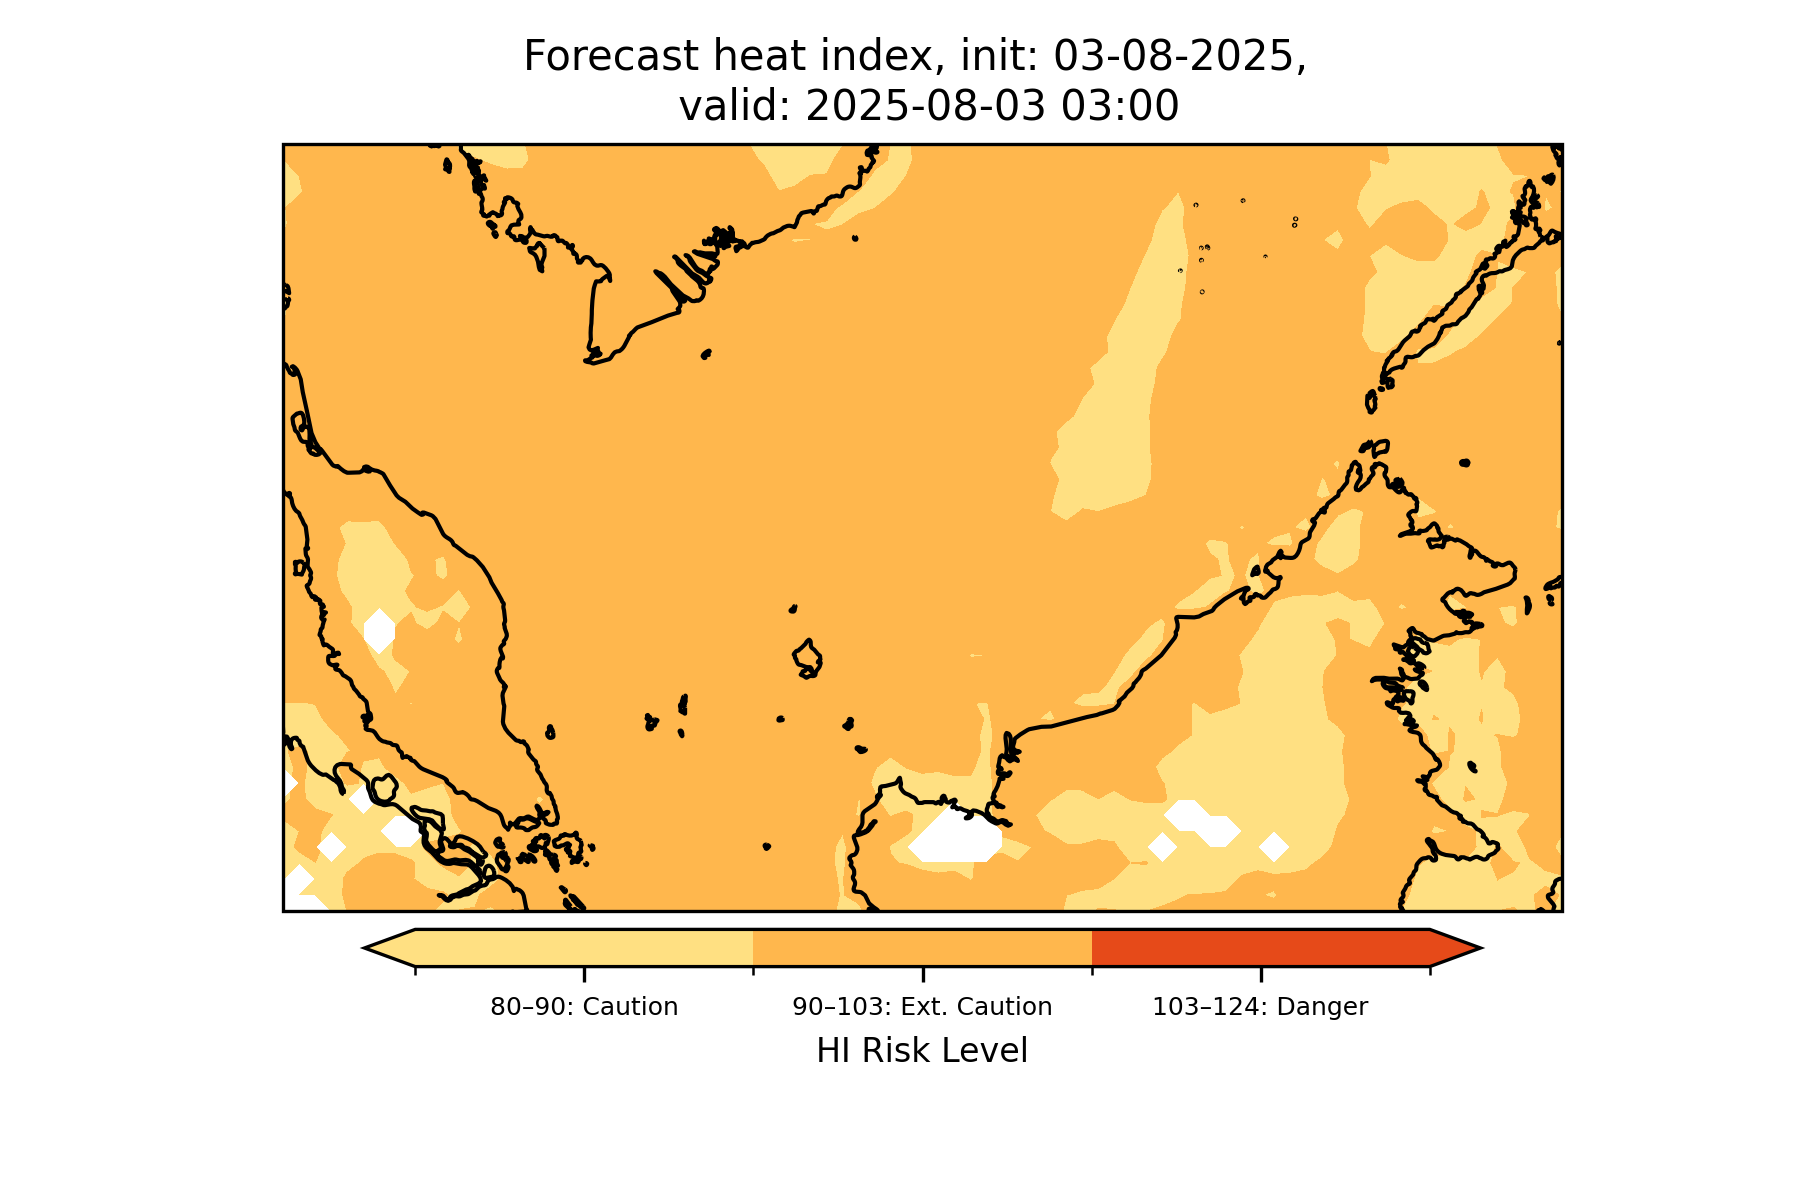 Forecast heat index, init: 03-08-2025,
valid: 2025-08-03 03:00
80–90: Caution
90–103: Ext. Caution
103–124: Danger
HI Risk Level